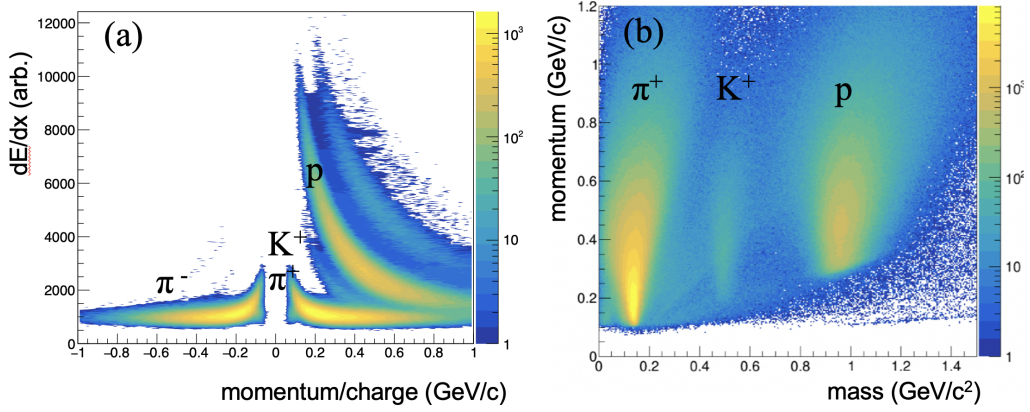 (a)
dE/dx (arb.)
12000
10000
8000
6000
4000
2000
0
p
K⁺
π⁺
π⁻
−1 −0.8 −0.6 −0.4 −0.2 0 0.2 0.4 0.6 0.8 1
momentum/charge (GeV/c)
10³
10²
10
1
(b)
momentum (GeV/c)
1.2
1
0.8
0.6
0.4
0.2
0
π⁺ K⁺ p
0 0.2 0.4 0.6 0.8 1 1.2 1.4
mass (GeV/c²)
10³
10²
10
1